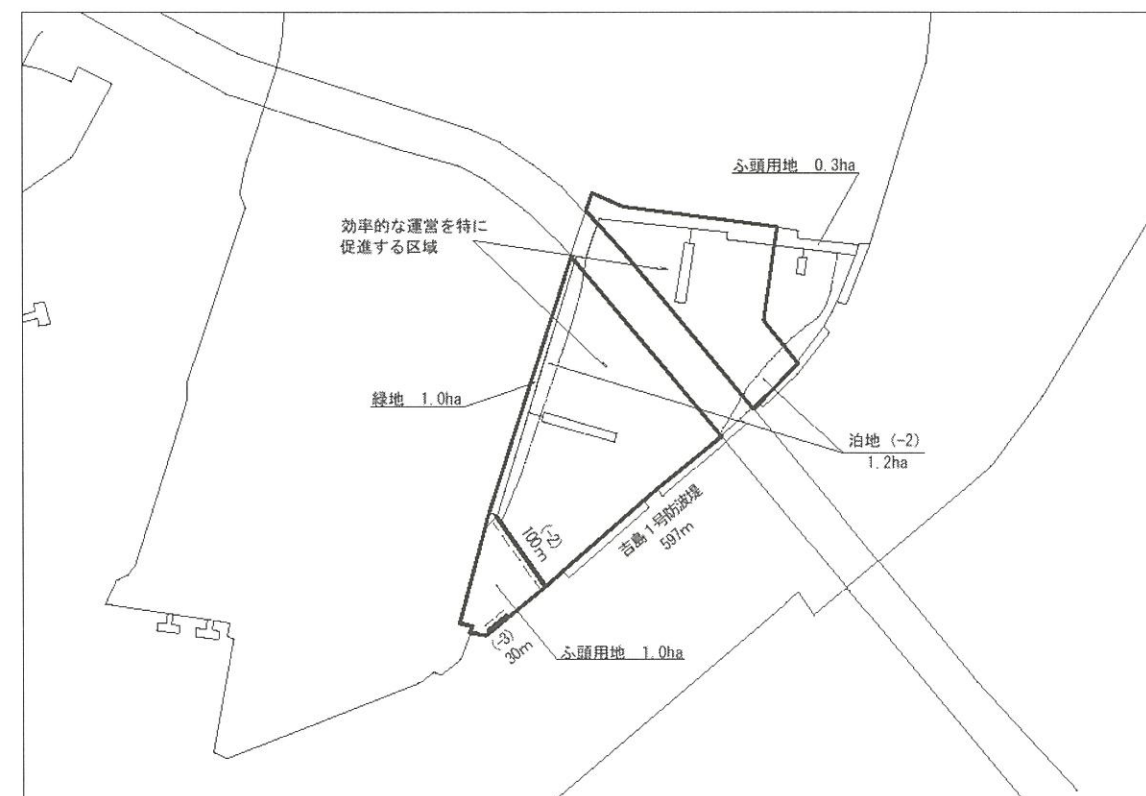 ふ頭用地 0.3ha
効率的な運営を特に
促進する区域
緑地 1.0ha
泊地 (-2)
1.2ha
吉島1号防波堤
597m
(-2)
100m
(-3)
30m
ふ頭用地 1.0ha